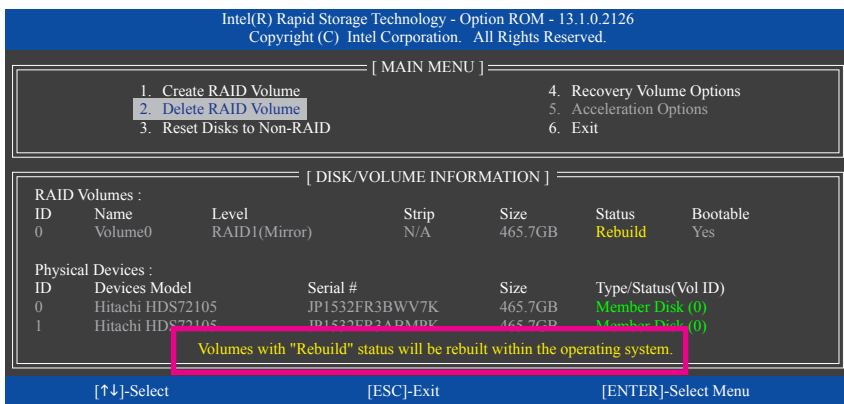 Intel(R) Rapid Storage Technology - Option ROM - 13.1.0.2126
Copyright (C) Intel Corporation. All Rights Reserved.
[ MAIN MENU ]
1. Create RAID Volume
2. Delete RAID Volume
3. Reset Disks to Non-RAID
4. Recovery Volume Options
5. Acceleration Options
6. Exit
[ DISK/VOLUME INFORMATION ]
RAID Volumes :
ID Name Level Strip Size Status Bootable
0 Volume0 RAID1(Mirror) N/A 465.7GB Rebuild Yes
Physical Devices :
ID Devices Model Serial # Size Type/Status(Vol ID)
0 Hitachi HDS72105 JP1532FR3BWV7K 465.7GB Member Disk (0)
1 Hitachi HDS72105 JP1532FR3ABMPK 465.7GB Member Disk (0)
Volumes with "Rebuild" status will be rebuilt within the operating system.
[↑↓]-Select [ESC]-Exit [ENTER]-Select Menu